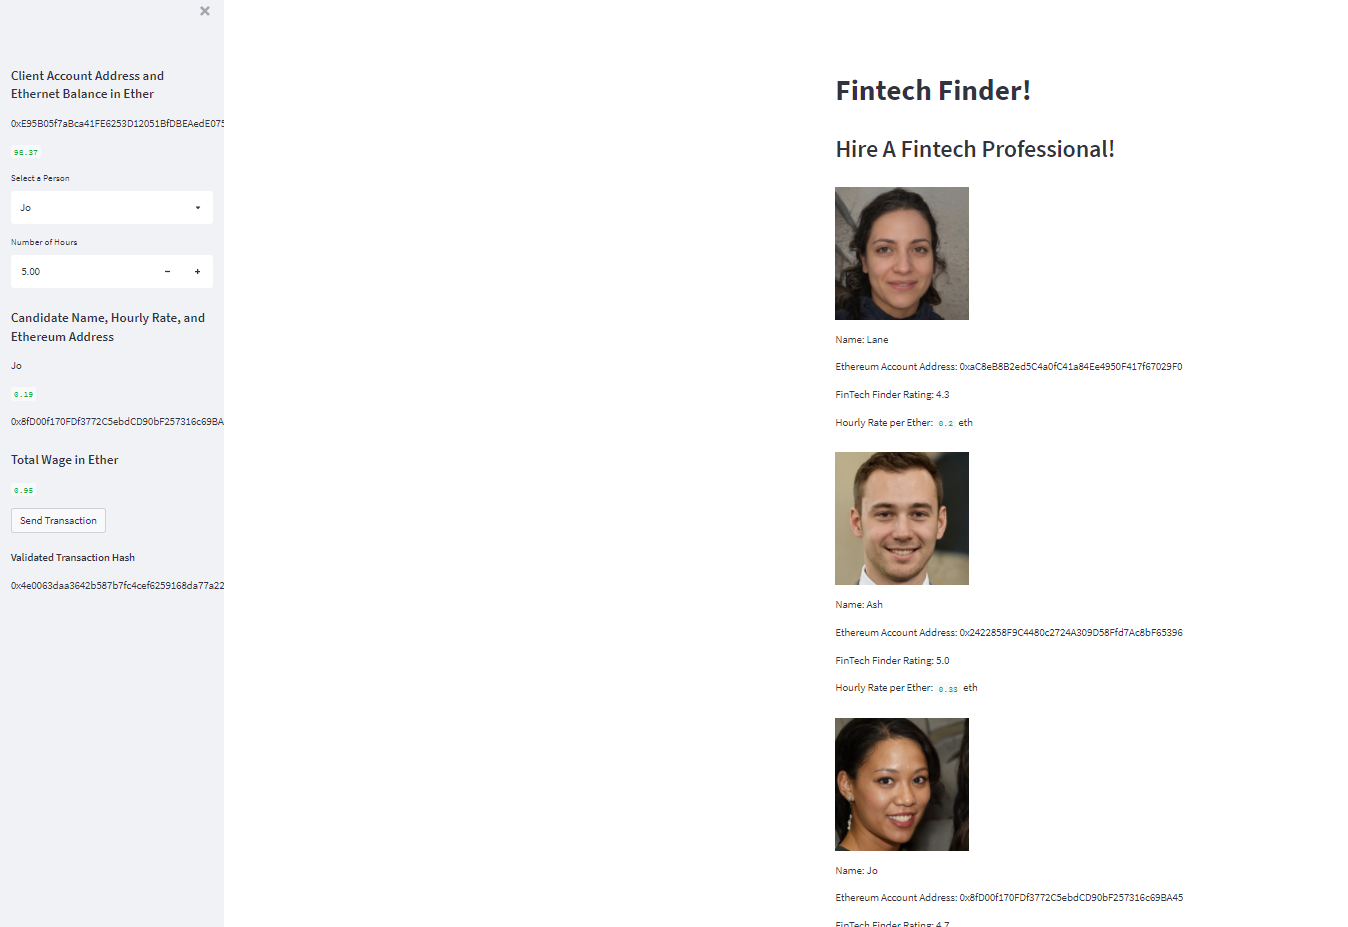 Client Account Address and
Ethernet Balance in Ether
0xE95B05f7aBca41FE6253D12051BfDBEAedE075
98.37
Select a Person
Jo
Number of Hours
5.00
Candidate Name, Hourly Rate, and
Ethereum Address
Jo
0.19
0x8fD00f170FDf3772C5ebdCD90bF257316c69BA
Total Wage in Ether
0.95
Send Transaction
Validated Transaction Hash
0x4e0063daa3642b587b7fc4cef6259168da77a22
Fintech Finder!
Hire A Fintech Professional!
Name: Lane
Ethereum Account Address: 0xaC8eB8B2ed5C4a0fC41a84Ee4950F417f67029F0
FinTech Finder Rating: 4.3
Hourly Rate per Ether: 0.2 eth
Name: Ash
Ethereum Account Address: 0x2422858F9C4480c2724A309D58Ffd7Ac8bF65396
FinTech Finder Rating: 5.0
Hourly Rate per Ether: 0.33 eth
Name: Jo
Ethereum Account Address: 0x8fD00f170FDf3772C5ebdCD90bF257316c69BA45
FinTech Finder Rating: 4.7